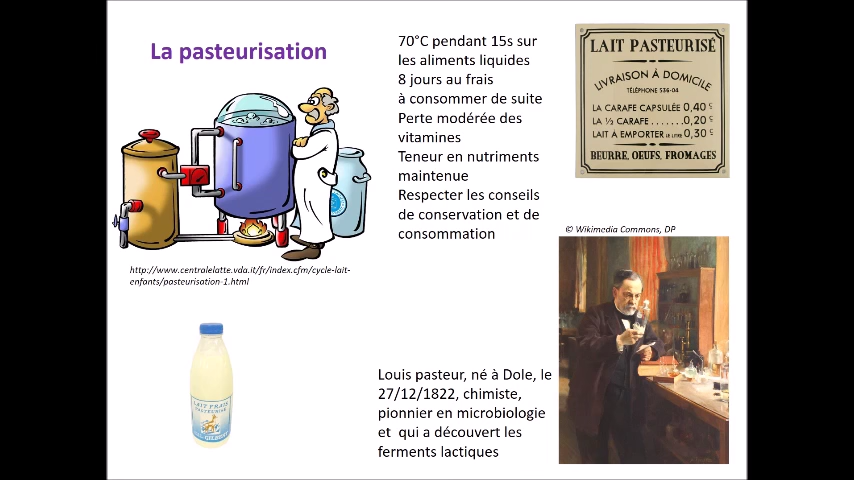 La pasteurisation
70°C pendant 15s sur
les aliments liquides
8 jours au frais
à consommer de suite
Perte modérée des
vitamines
Teneur en nutriments
maintenue
Respecter les conseils
de conservation et de
consommation
LAIT PASTEURISÉ
LIVRAISON À DOMICILE
TÉLÉPHONE 536-04
LA CARAFE CAPSULÉE 0,40 c
LA ½ CARAFE.......0,20 c
LAIT À EMPORTER LE LITRE 0,30 c
BEURRE, OEUFS, FROMAGES
© Wikimedia Commons, DP
http://www.centralelatte.vda.it/fr/index.cfm/cycle-lait-
enfants/pasteurisation-1.html
LAIT FRAIS
PASTEURISÉ
Louis pasteur, né à Dole, le
27/12/1822, chimiste,
pionnier en microbiologie
et  qui a découvert les
ferments lactiques